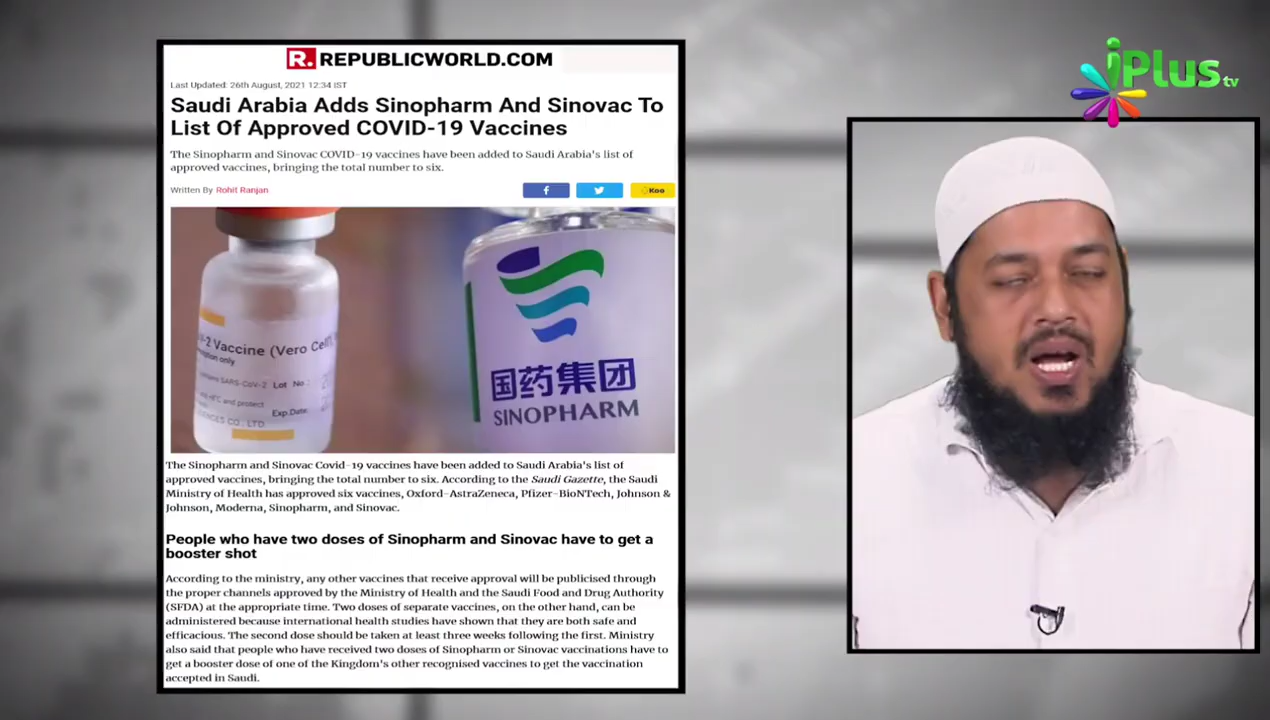 R. REPUBLICWORLD.COM
Last Updated: 26th August, 2021 12:34 IST
Saudi Arabia Adds Sinopharm And Sinovac To
List Of Approved COVID-19 Vaccines
The Sinopharm and Sinovac COVID-19 vaccines have been added to Saudi Arabia's list of
approved vaccines, bringing the total number to six.
Written By Rohit Ranjan
f
Koo
-2 Vaccine (Vero Cell)
only
SARS-CoV-2 Lot No.:
and protect
Exp.Date:
CO., LTD.
国药集团
SINOPHARM
The Sinopharm and Sinovac Covid-19 vaccines have been added to Saudi Arabia's list of
approved vaccines, bringing the total number to six. According to the Saudi Gazette, the Saudi
Ministry of Health has approved six vaccines, Oxford-AstraZeneca, Pfizer-BioNTech, Johnson &
Johnson, Moderna, Sinopharm, and Sinovac.
People who have two doses of Sinopharm and Sinovac have to get a
booster shot
According to the ministry, any other vaccines that receive approval will be publicised through
the proper channels approved by the Ministry of Health and the Saudi Food and Drug Authority
(SFDA) at the appropriate time. Two doses of separate vaccines, on the other hand, can be
administered because international health studies have shown that they are both safe and
efficacious. The second dose should be taken at least three weeks following the first. Ministry
also said that people who have received two doses of Sinopharm or Sinovac vaccinations have to
get a booster dose of one of the Kingdom's other recognised vaccines to get the vaccination
accepted in Saudi.
iPlus tv